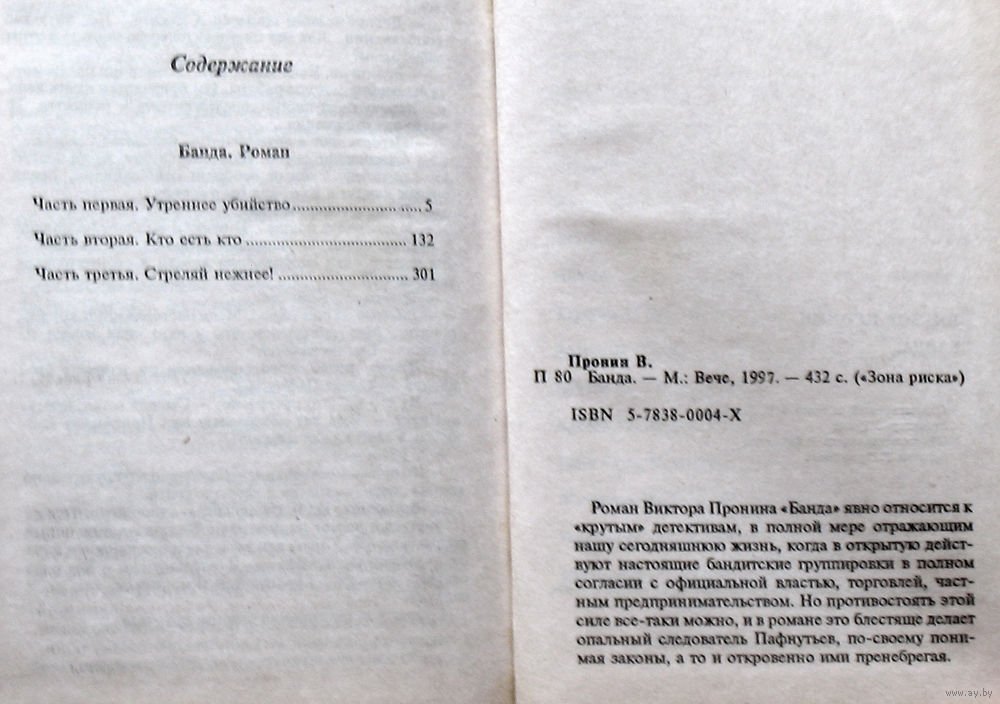 Содержание
Банда. Роман
Часть первая. Утреннее убийство........................ .....5
Часть вторая. Кто есть кто .................................. 132
Часть третья. Стреляй нежнее! ........................... 301
Пронин В.
П 80 Банда. — М.: Вече, 1997. — 432 с. («Зона риска»)
ISBN 5-7838-0004-X
Роман Виктора Пронина «Банда» явно относится к
«крутым» детективам, в полной мере отражающим
нашу сегодняшнюю жизнь, когда в открытую дейст-
вуют настоящие бандитские группировки в полном
согласии с официальной властью, торговлей, част-
ным предпринимательством. Но противостоять этой
силе все-таки можно, и в романе это блестяще делает
опальный следователь Пафнутьев, по-своему пони-
мая законы, а то и откровенно ими пренебрегая.
www.ay.by